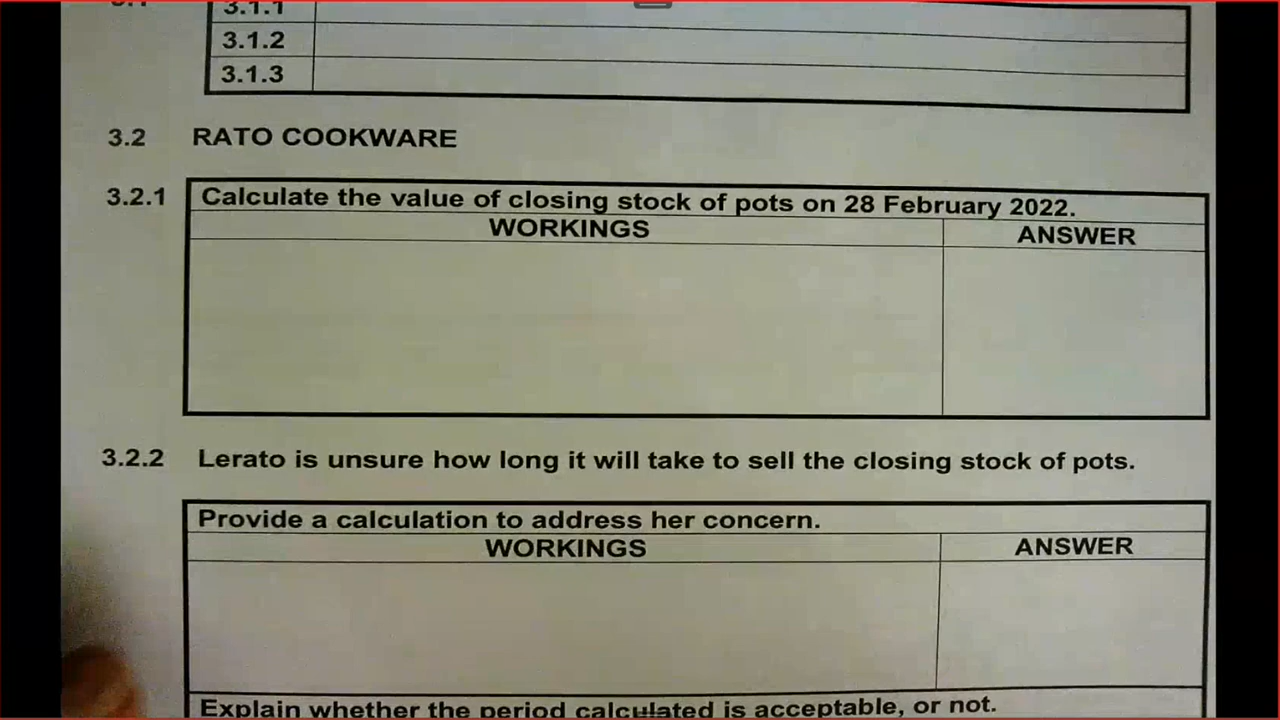 3.1.1
3.1.2
3.1.3
3.2 RATO COOKWARE
3.2.1 Calculate the value of closing stock of pots on 28 February 2022.
WORKINGS ANSWER
3.2.2 Lerato is unsure how long it will take to sell the closing stock of pots.
Provide a calculation to address her concern.
WORKINGS ANSWER
Explain whether the period calculated is acceptable, or not.